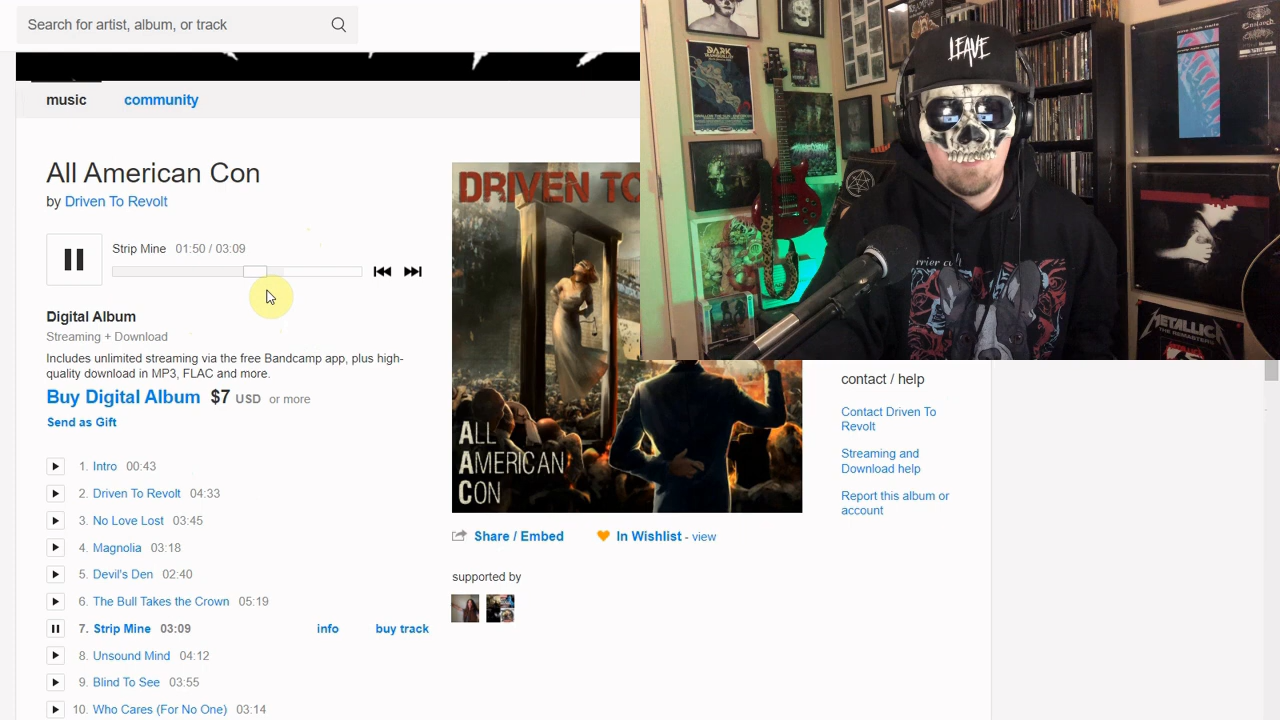 Search for artist, album, or track
music
community
All American Con
by Driven To Revolt
Strip Mine 01:50 / 03:09
Digital Album
Streaming + Download
Includes unlimited streaming via the free Bandcamp app, plus high-
quality download in MP3, FLAC and more.
Buy Digital Album $7 USD or more
Send as Gift
1. Intro 00:43
2. Driven To Revolt 04:33
3. No Love Lost 03:45
4. Magnolia 03:18
5. Devil's Den 02:40
6. The Bull Takes the Crown 05:19
7. Strip Mine 03:09 info buy track
8. Unsound Mind 04:12
9. Blind To See 03:55
10. Who Cares (For No One) 03:14
DRIVEN TO
ALL
AMERICAN
CON
Share / Embed
In Wishlist - view
supported by
contact / help
Contact Driven To
Revolt
Streaming and
Download help
Report this album or
account
LEAVE
DARK
METALLICA